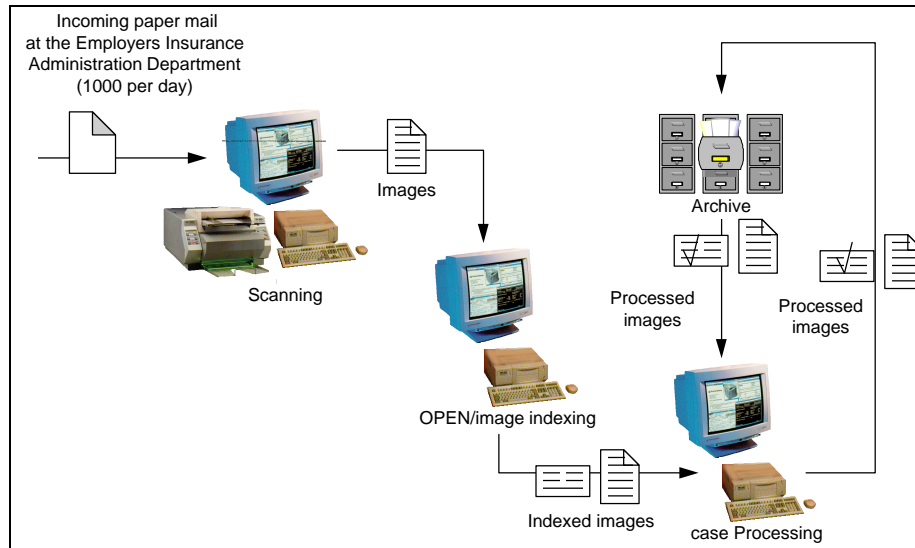 Incoming paper mail
at the Employers Insurance
Administration Department
(1000 per day)
Images
Scanning
OPEN/image indexing
Indexed images
Archive
Processed
images
Processed
images
case Processing